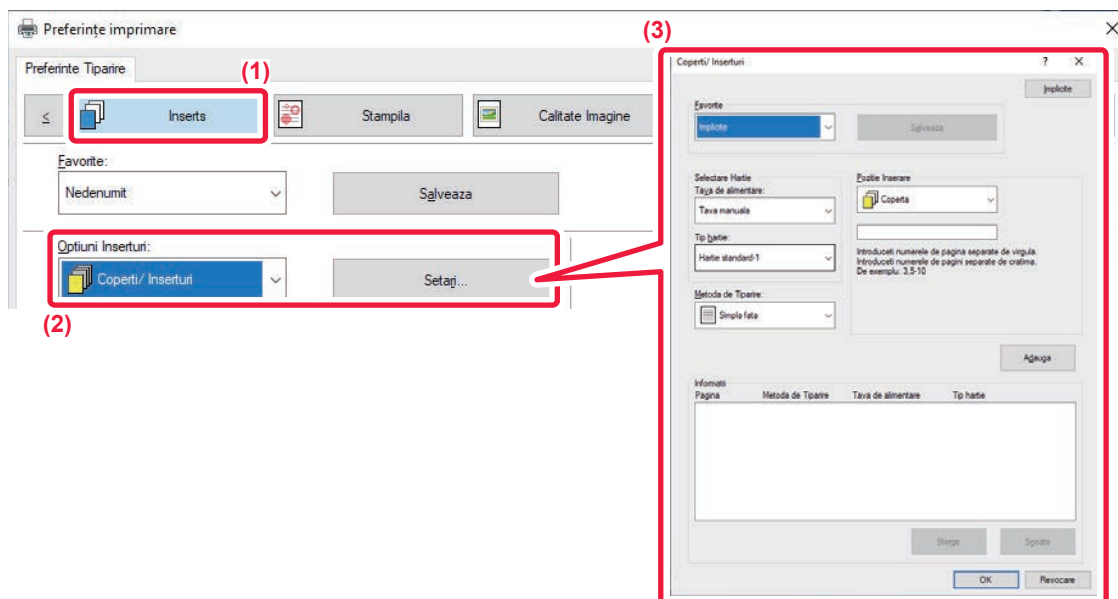 Preferințe imprimare
(3)
Preferinte Tiparire
(1)
<
Inserts
Stampila
Calitate Imagine
Favorite:
Nedenumit
Salveaza
Optiuni Inserturi:
Coperti/ Inserturi
Setari...
(2)
Coperti/ Inserturi
?
X
Implicite
Favorite
Implicite
Salveaza
Selectare Hartie
Tava de alimentare:
Tava manuala
Tip hartie:
Hartie standard-1
Pozitie Inserare
Coperta
Introduceti numerele de pagina separate de virgula.
Introduceti numerele de pagini separate de cratima.
De exemplu: 3,5-10
Metoda de Tiparire:
Simpla fata
Adauga
Informatii
Pagina Metoda de Tiparire Tava de alimentare Tip hartie
Sterge
OK
Revocare